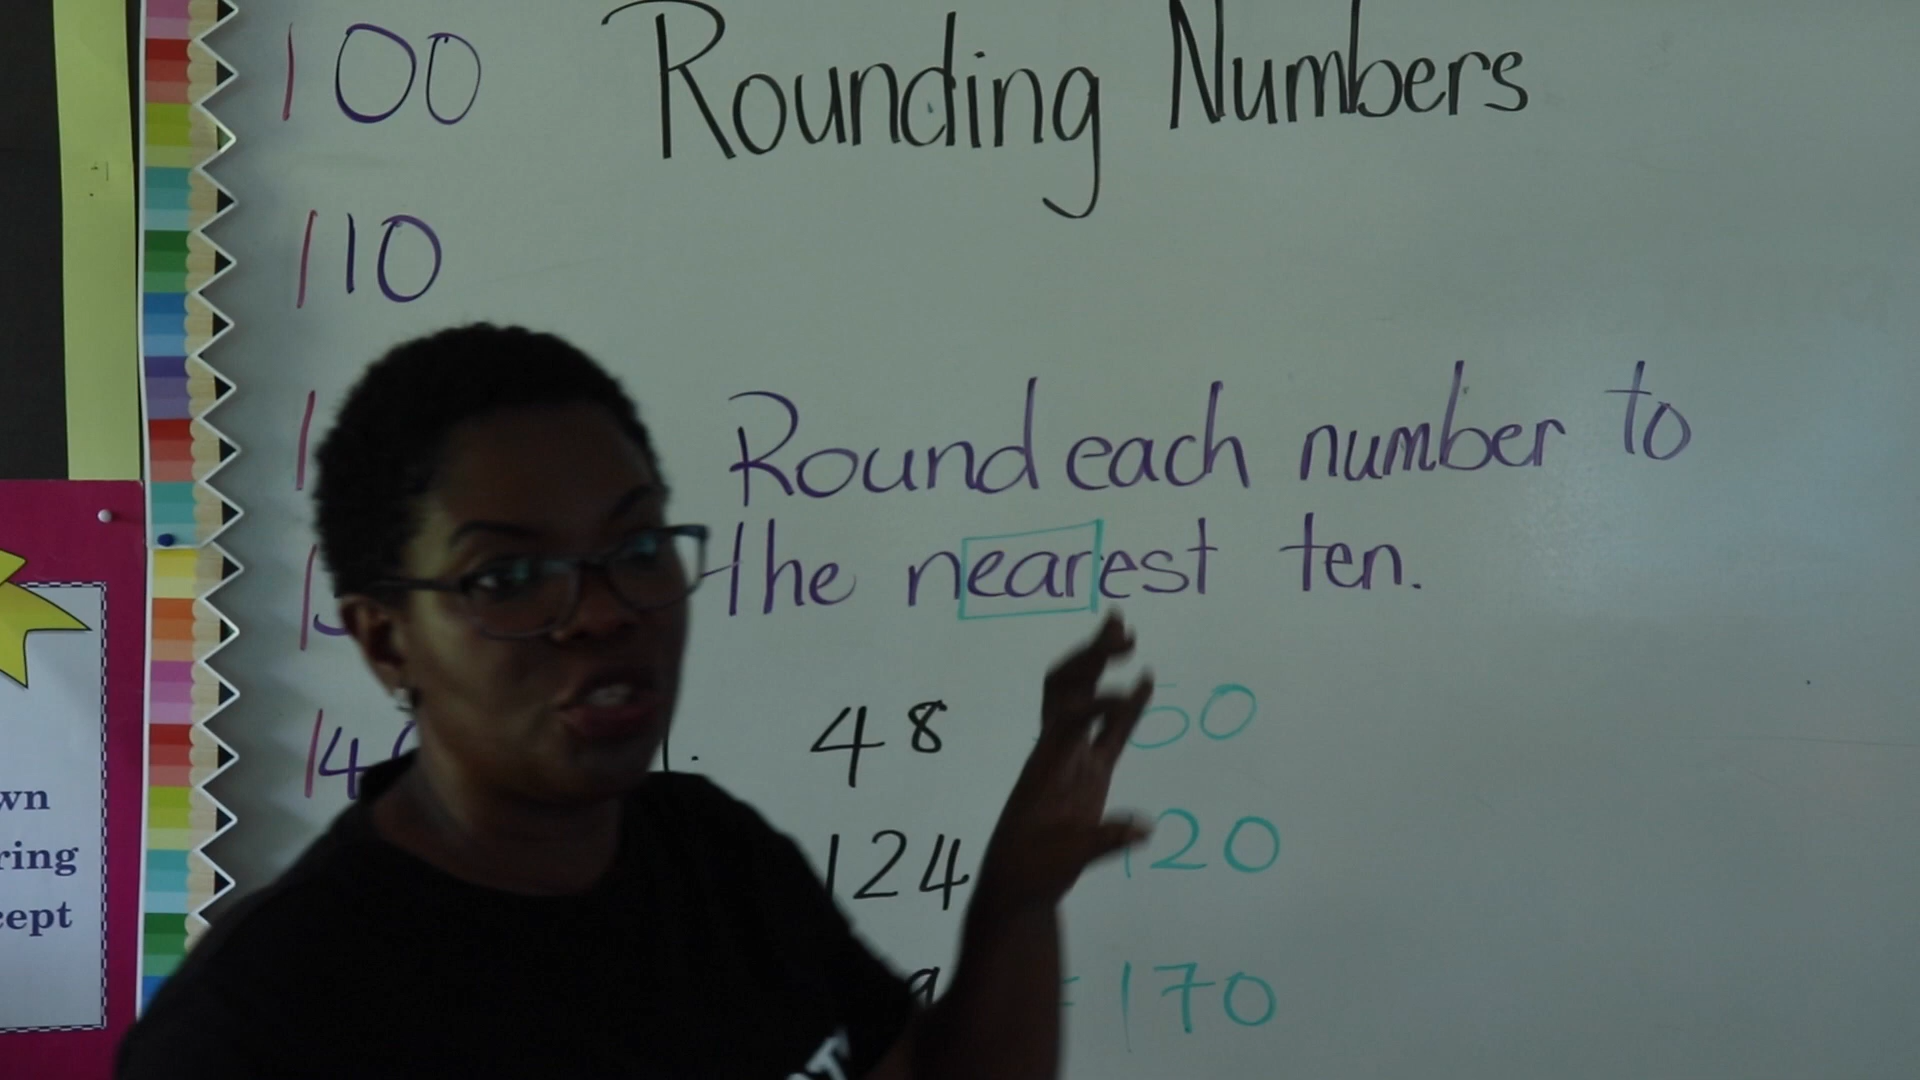 100
Rounding Numbers
110
Round each number to
the nearest ten.
48 50
124 120
= 170
wn
ring
cept